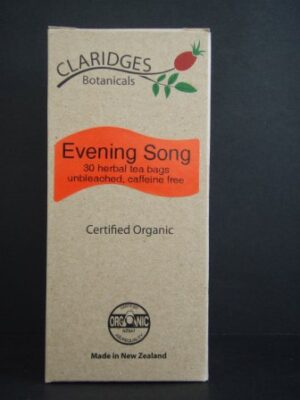 CLARIDGES
Botanicals
Evening Song
30 herbal tea bags
unbleached, caffeine free
Certified Organic
ORGANIC
Made in New Zealand